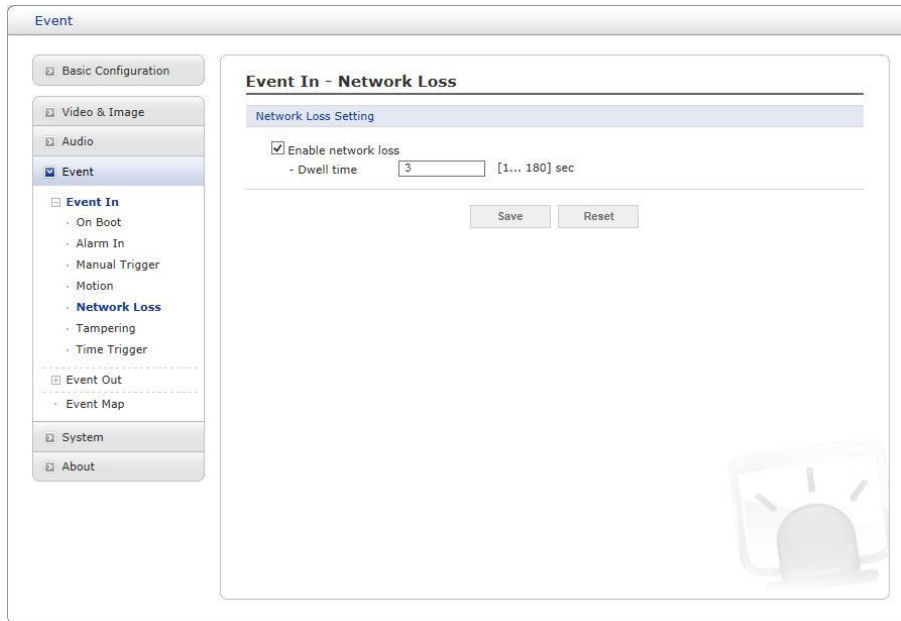 Event
Basic Configuration
Video & Image
Audio
Event
Event In
On Boot
Alarm In
Manual Trigger
Motion
Network Loss
Tampering
Time Trigger
Event Out
Event Map
System
About
Event In - Network Loss
Network Loss Setting
Enable network loss
- Dwell time 3 [1... 180] sec
Save Reset